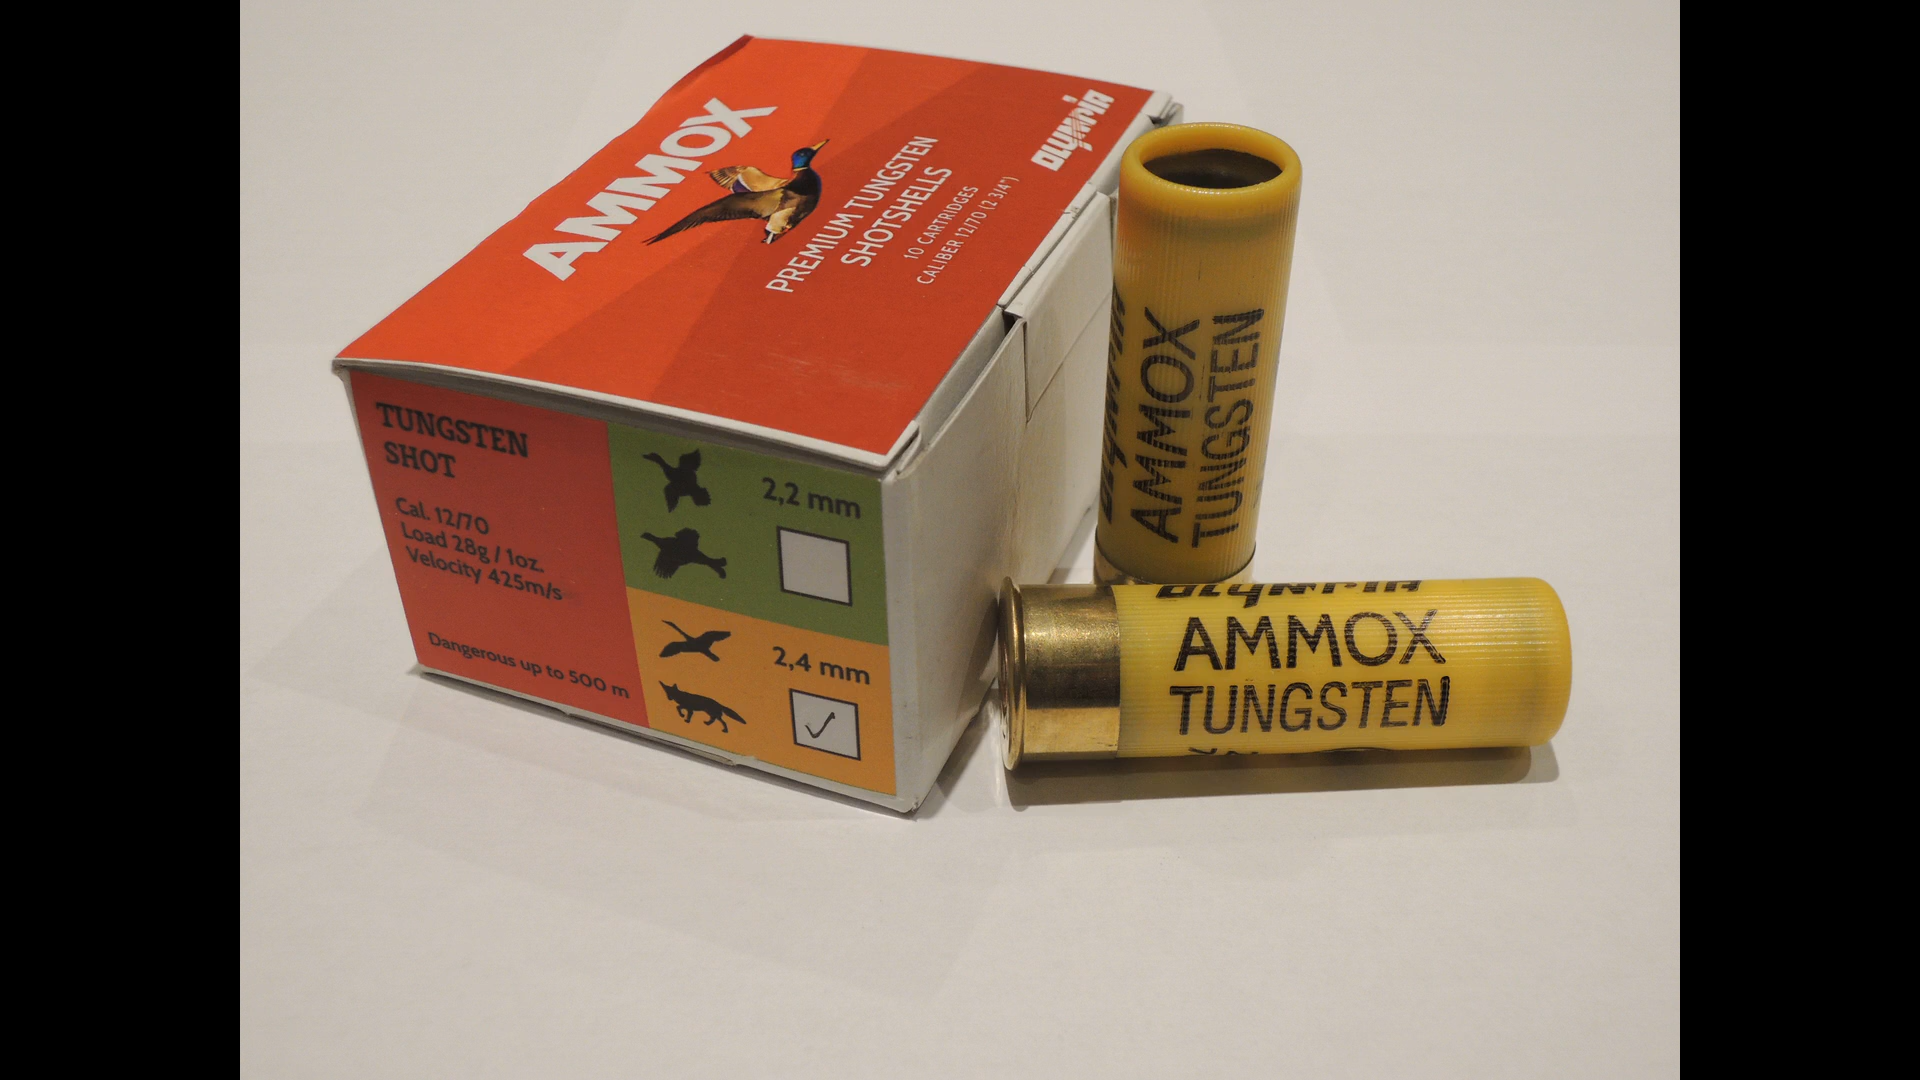 AMMOX
PREMIUM TUNGSTEN
SHOTSHELLS
10 CARTRIDGES
CALIBER 12/70 (2 3/4")
OLYMPIA
TUNGSTEN
SHOT
Cal. 12/70
Load 28g / 1oz.
Velocity 425m/s
Dangerous up to 500 m
2,2 mm
2,4 mm
OLYMPIA
AMMOX
TUNGSTEN
OLYMPIA
AMMOX
TUNGSTEN